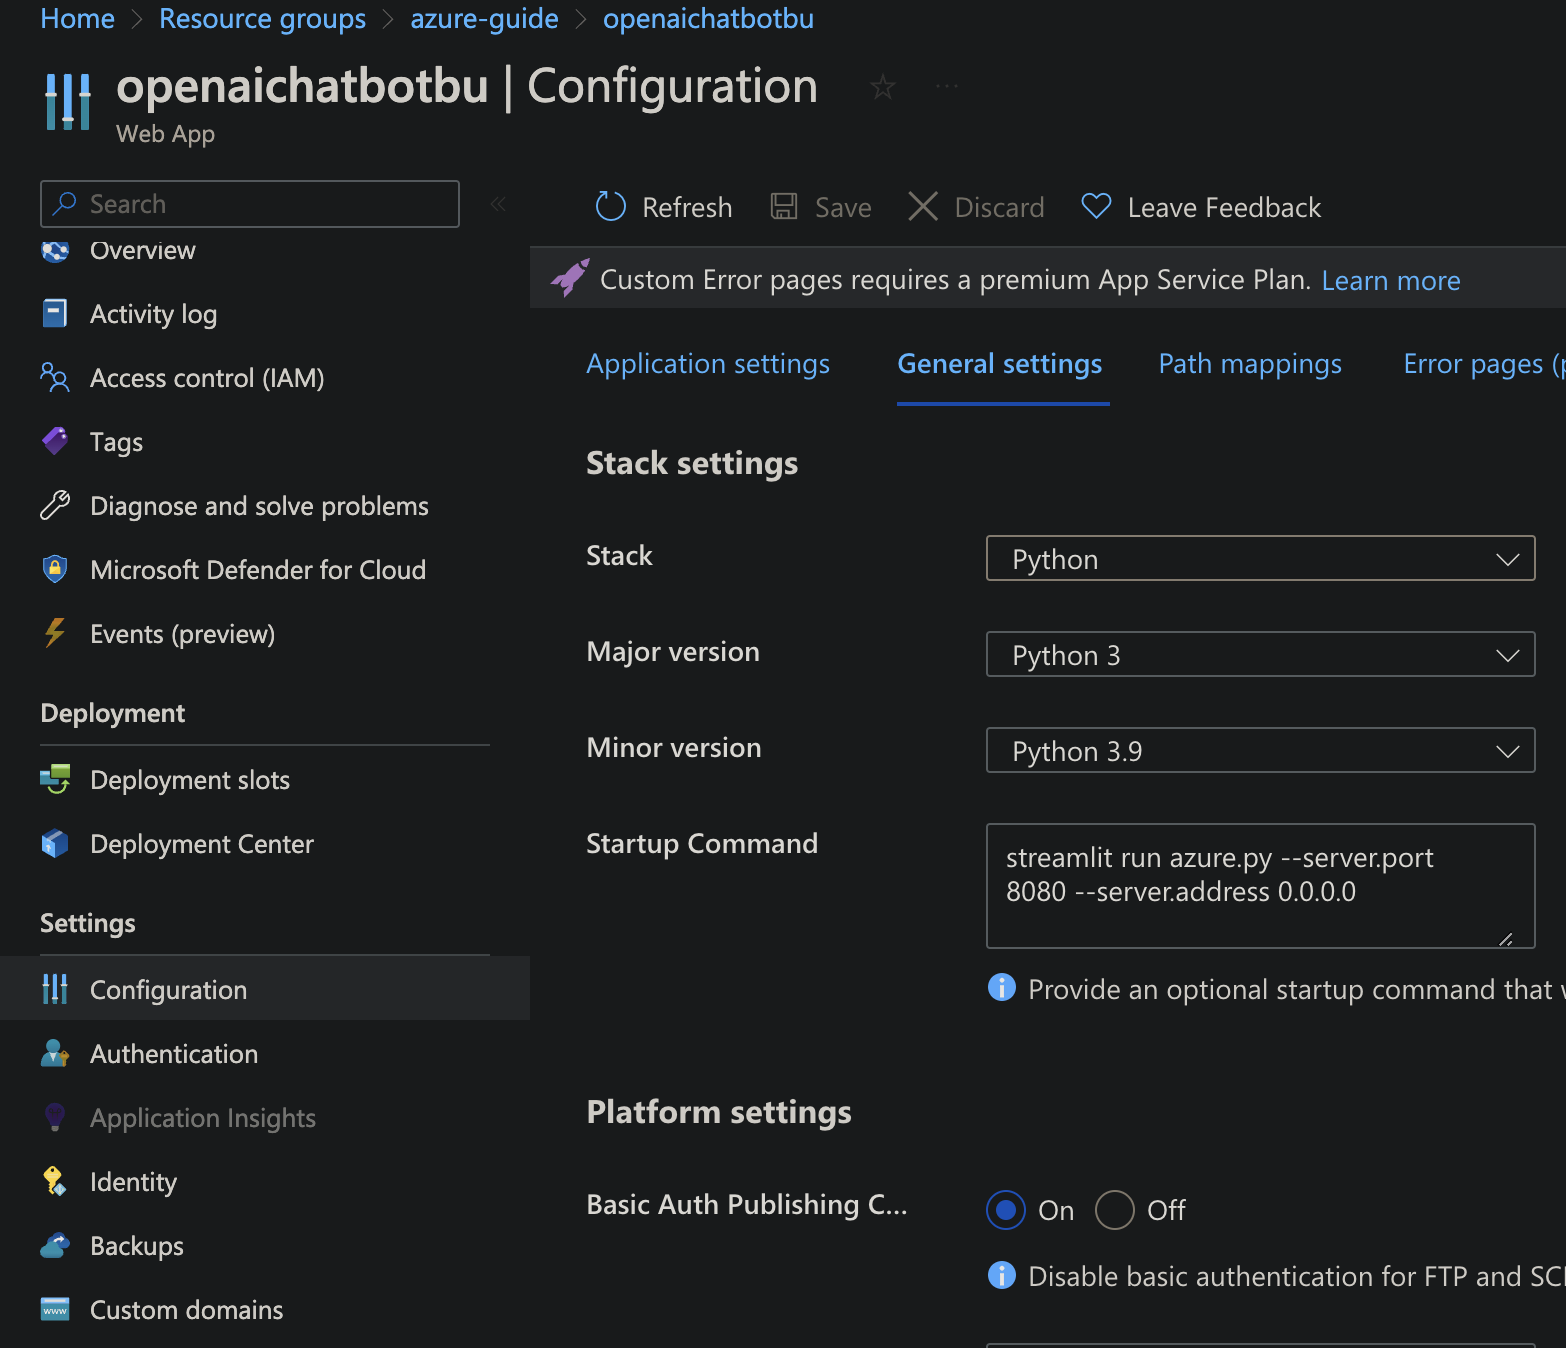 Home > Resource groups > azure-guide > openaichatbotbu
openaichatbotbu | Configuration
Web App
Search
Overview
Activity log
Access control (IAM)
Tags
Diagnose and solve problems
Microsoft Defender for Cloud
Events (preview)
Deployment
Deployment slots
Deployment Center
Settings
Configuration
Authentication
Application Insights
Identity
Backups
www
Custom domains
Refresh
Save
Discard
Leave Feedback
Custom Error pages requires a premium App Service Plan. Learn more
Application settings
General settings
Path mappings
Error pages (p
Stack settings
Stack
Python
Major version
Python 3
Minor version
Python 3.9
Startup Command
streamlit run azure.py --server.port
8080 --server.address 0.0.0.0
Provide an optional startup command that w
Platform settings
Basic Auth Publishing C...
On
Off
Disable basic authentication for FTP and SC